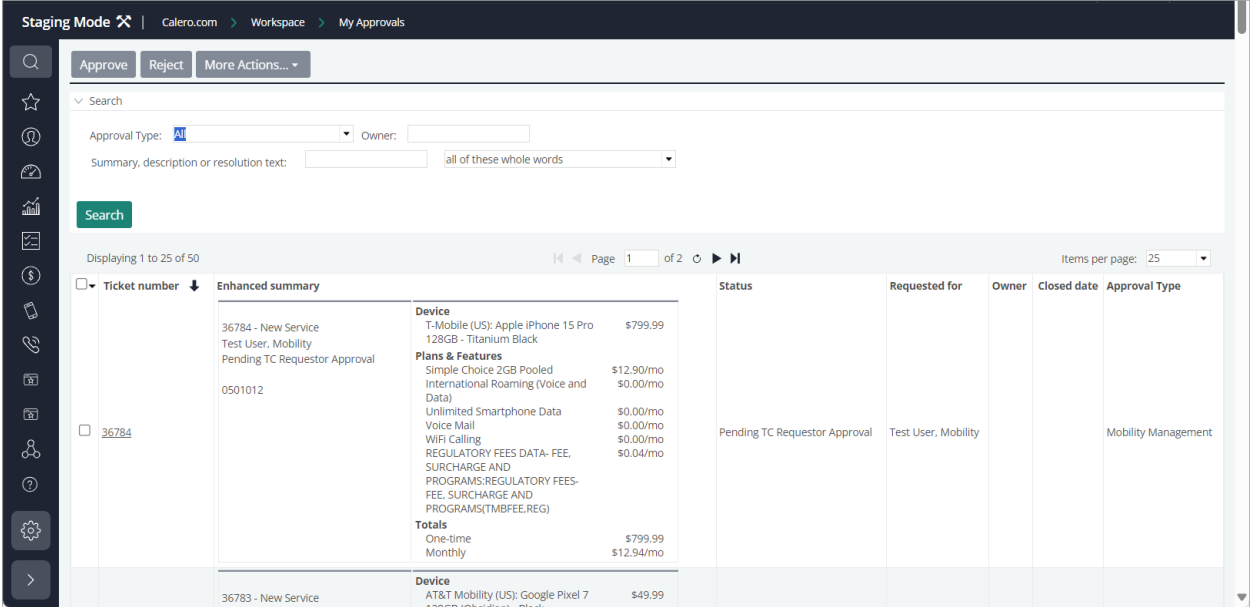 Staging Mode | Calero.com > Workspace > My Approvals
Approve Reject More Actions...
Search
Approval Type: All Owner:
Summary, description or resolution text: all of these whole words
Search
Displaying 1 to 25 of 50 Page 1 of 2 Items per page: 25
Ticket number Enhanced summary Status Requested for Owner Closed date Approval Type
36784 - New Service
Test User, Mobility
Pending TC Requestor Approval
0501012
Device
T-Mobile (US): Apple iPhone 15 Pro $799.99
128GB - Titanium Black
Plans & Features
Simple Choice 2GB Pooled $12.90/mo
International Roaming (Voice and $0.00/mo
Data)
Unlimited Smartphone Data $0.00/mo
Voice Mail $0.00/mo
WiFi Calling $0.00/mo
REGULATORY FEES DATA- FEE, $0.04/mo
SURCHARGE AND
PROGRAMS:REGULATORY FEES-
FEE, SURCHARGE AND
PROGRAMS(TMBFEE,REG)
Totals
One-time $799.99
Monthly $12.94/mo
36784 Pending TC Requestor Approval Test User, Mobility Mobility Management
36783 - New Service
Device
AT&T Mobility (US): Google Pixel 7 $49.99